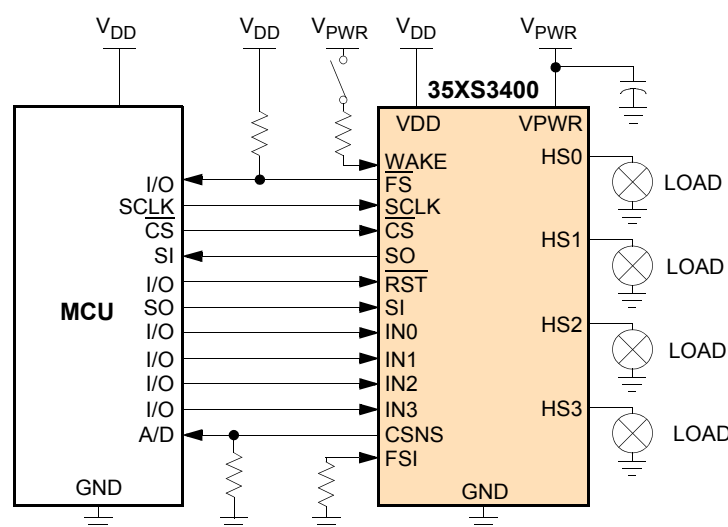 VDD VDD VPWR VDD VPWR
35XS3400
VDD VPWR
WAKE HS0
I/O FS LOAD
SCLK SCLK
CS CS
SI SO HS1
LOAD
I/O RST
MCU SO SI
I/O IN0 HS2
I/O IN1 LOAD
I/O IN2
I/O IN3 HS3
A/D CSNS LOAD
FSI
GND GND